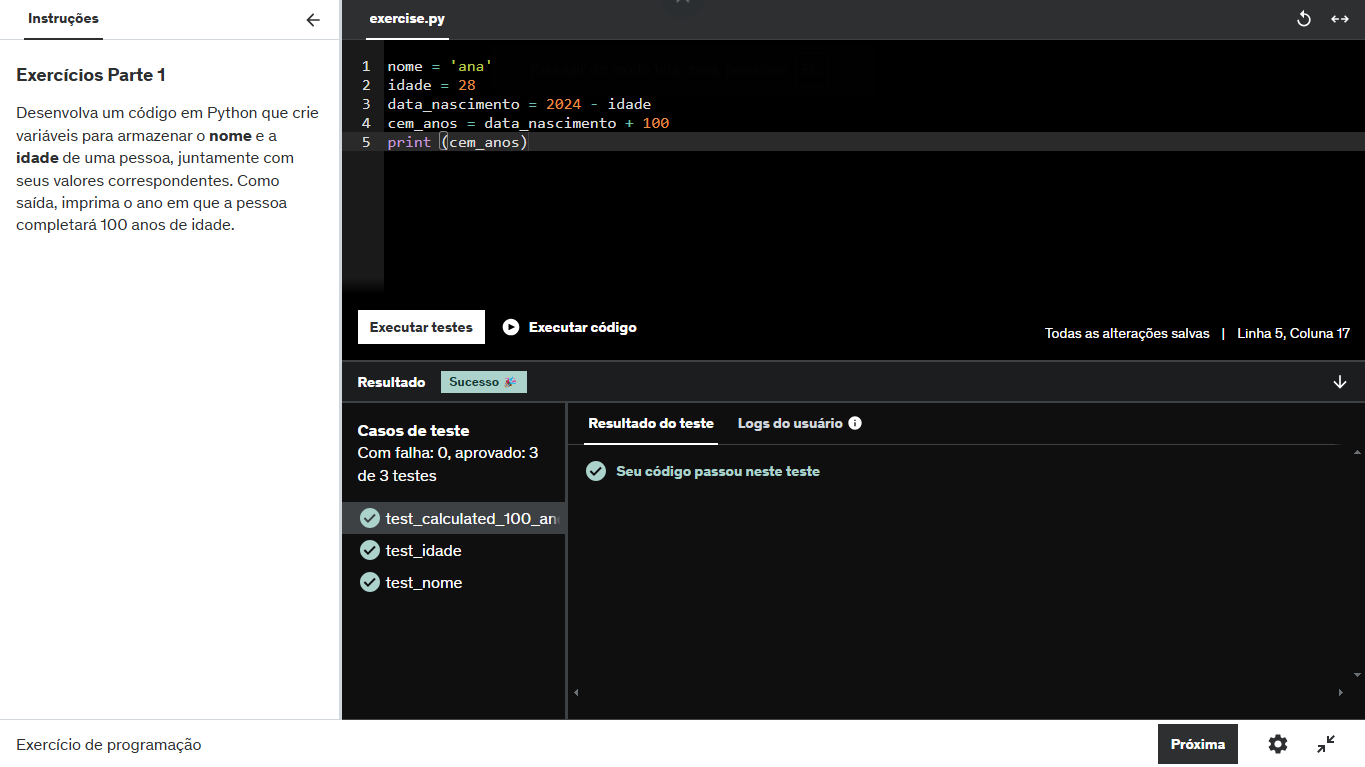 Instruções
exercise.py
Exercícios Parte 1
Desenvolva um código em Python que crie
variáveis para armazenar o nome e a
idade de uma pessoa, juntamente com
seus valores correspondentes. Como
saída, imprima o ano em que a pessoa
completará 100 anos de idade.
1 nome = 'ana'
2 idade = 28
3 data_nascimento = 2024 - idade
4 cem_anos = data_nascimento + 100
5 print (cem_anos)
Executar testes
Executar código
Todas as alterações salvas | Linha 5, Coluna 17
Resultado
Sucesso 🎉
Casos de teste
Com falha: 0, aprovado: 3
de 3 testes
test_calculated_100_an
test_idade
test_nome
Resultado do teste
Logs do usuário
Seu código passou neste teste
Exercício de programação
Próxima